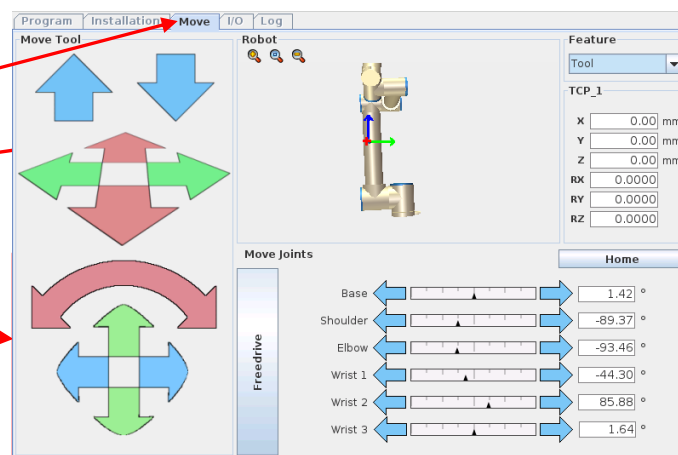 Program Installation Move I/O Log
Move Tool
Robot
Feature
Tool
TCP_1
X 0.00 mm
Y 0.00 mm
Z 0.00 mm
RX 0.0000
RY 0.0000
RZ 0.0000
Move Joints
Home
Freedrive
Base 1.42 °
Shoulder -89.37 °
Elbow -93.46 °
Wrist 1 -44.30 °
Wrist 2 85.88 °
Wrist 3 1.64 °